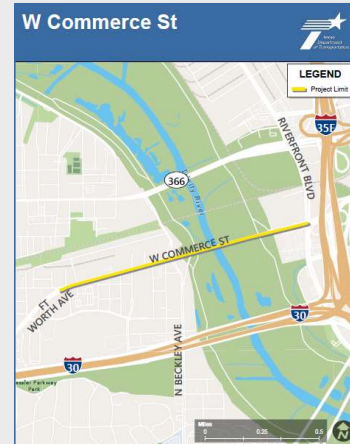 W Commerce St
Texas
Department
of Transportation
LEGEND
Project Limit
35E
RIVERFRONT BLVD
366
Trinity River
W COMMERCE ST
FT
WORTH AVE
N BECKLEY AVE
30
30
Kessler Parkway
Park
Miles
0
0.25
0.5
N